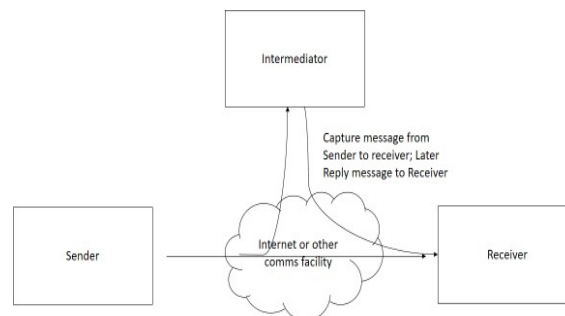 Intermediator
Capture message from
Sender to receiver; Later
Reply message to Receiver
Sender
Internet or other
comms facility
Receiver